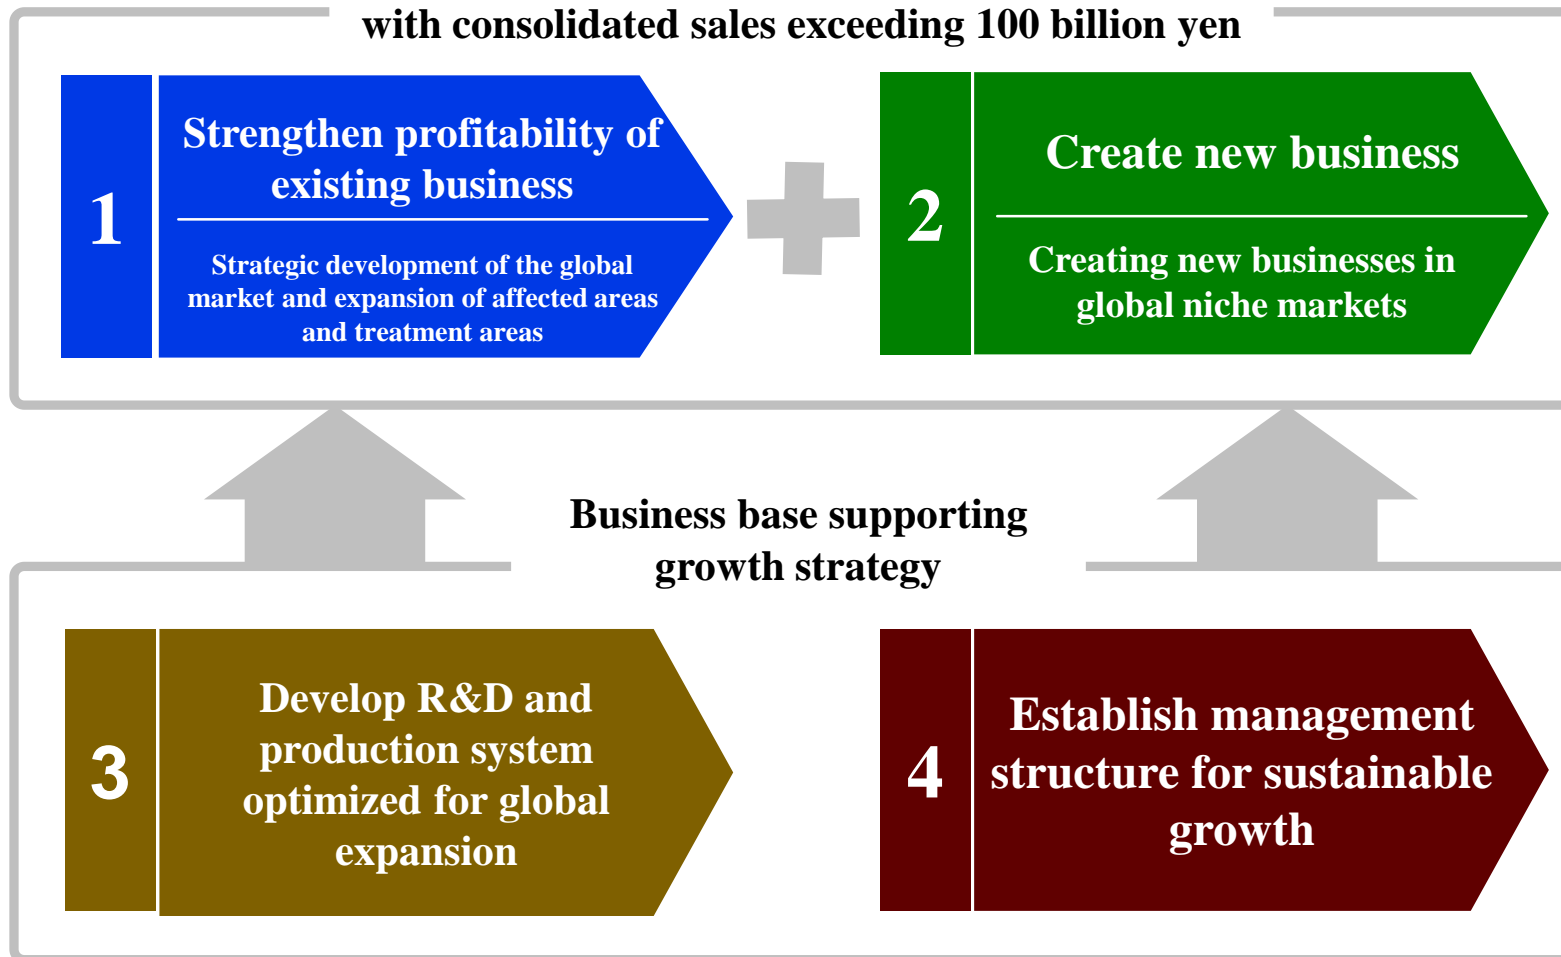 with consolidated sales exceeding 100 billion yen
1
Strengthen profitability of
existing business
Strategic development of the global
market and expansion of affected areas
and treatment areas
2
Create new business
Creating new businesses in
global niche markets
Business base supporting
growth strategy
3
Develop R&D and
production system
optimized for global
expansion
4
Establish management
structure for sustainable
growth